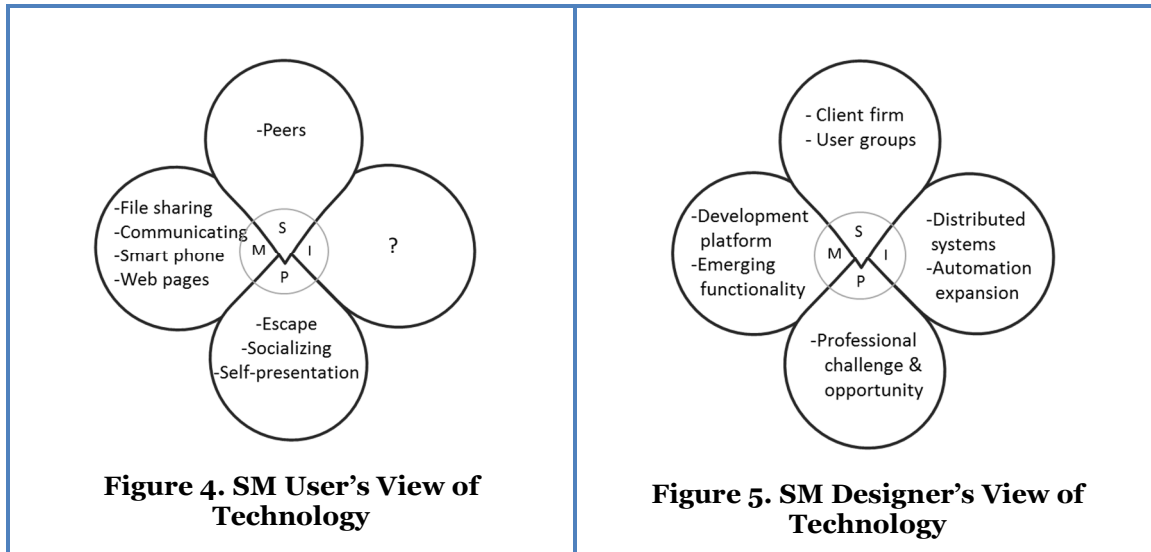 -Peers
-File sharing
-Communicating
-Smart phone
-Web pages
S
M
I
P
?
-Escape
-Socializing
-Self-presentation
Figure 4. SM User’s View of
Technology
- Client firm
- User groups
-Development
platform
-Emerging
functionality
S
M
I
P
-Distributed
systems
-Automation
expansion
-Professional
challenge &
opportunity
Figure 5. SM Designer’s View of
Technology